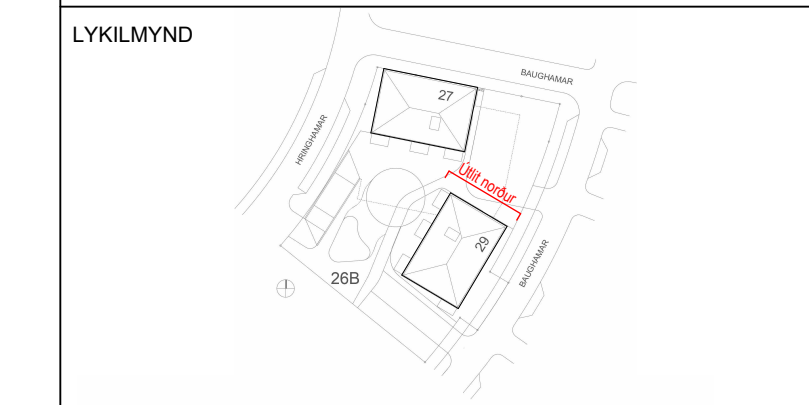 LYKILMYND
BAUGHAMAR
27
HRINGHAMAR
Útlit norður
29
BAUGHAMAR
26B